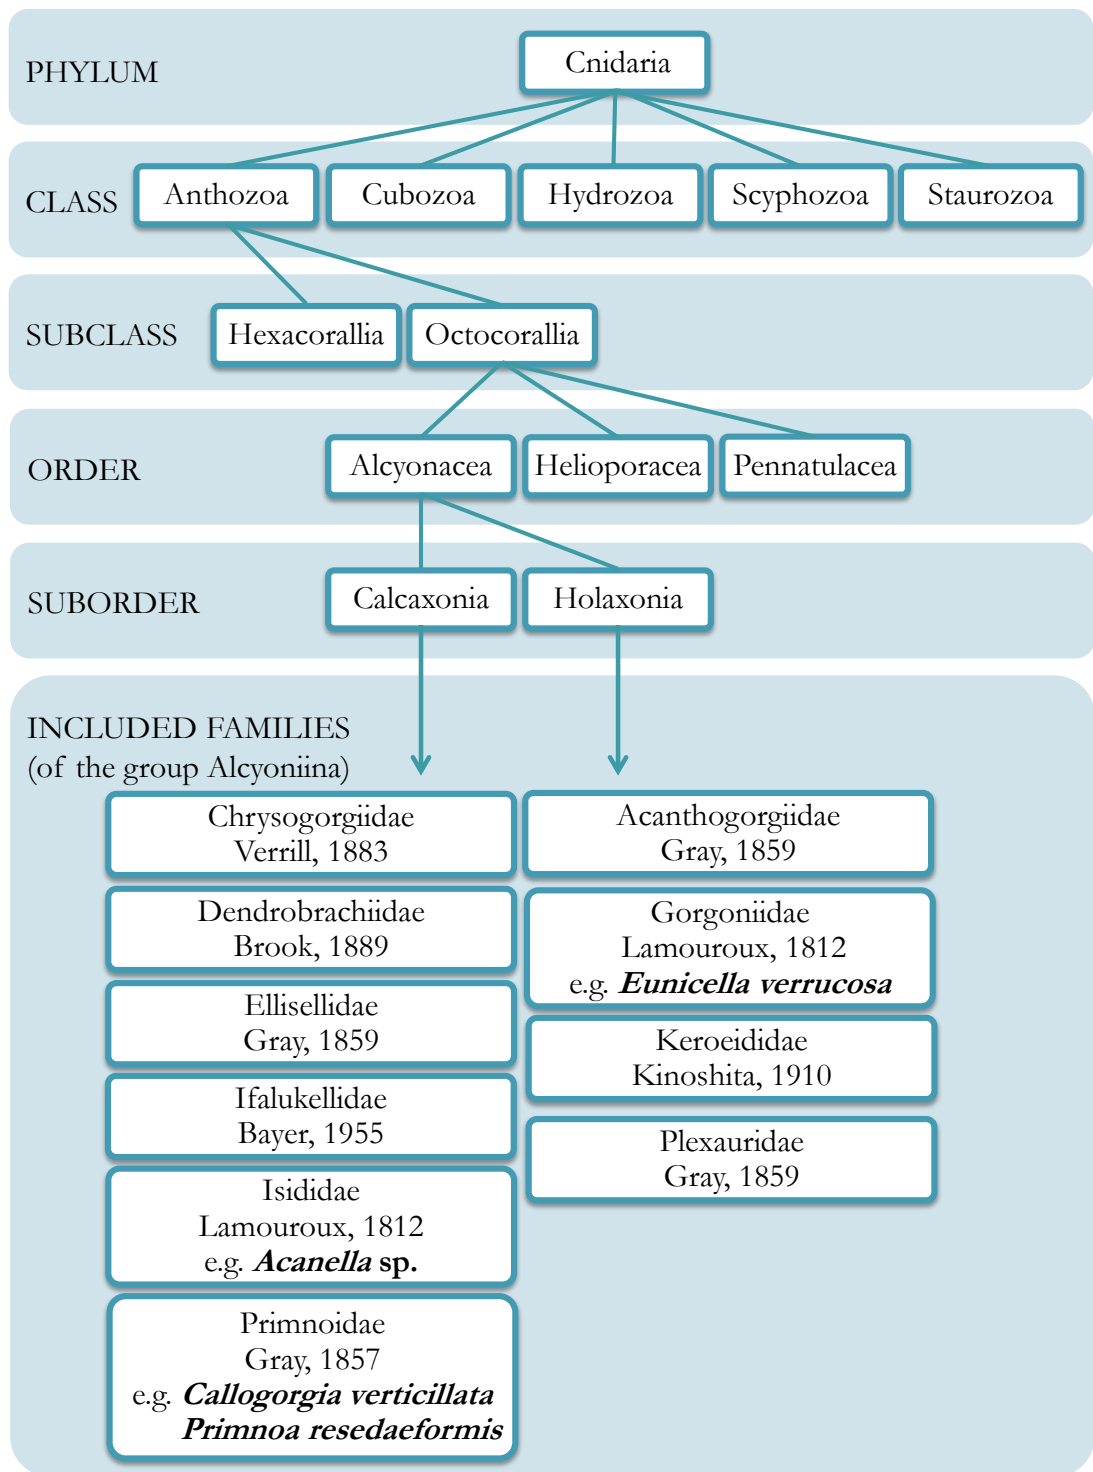 PHYLUM
Cnidaria
CLASS
Anthozoa
Cubozoa
Hydrozoa
Scyphozoa
Staurozoa
SUBCLASS
Hexacorallia
Octocorallia
ORDER
Alcyonacea
Helioporacea
Pennatulacea
SUBORDER
Calcaxonia
Holaxonia
INCLUDED FAMILIES
(of the group Alcyoniina)
Chrysogorgiidae
Verrill, 1883
Dendrobrachiidae
Brook, 1889
Ellisellidae
Gray, 1859
Ifalukellidae
Bayer, 1955
Isididae
Lamouroux, 1812
e.g. Acanella sp.
Primnoidae
Gray, 1857
e.g. Callogorgia verticillata
Primnoa resedaeformis
Acanthogorgiidae
Gray, 1859
Gorgoniidae
Lamouroux, 1812
e.g. Eunicella verrucosa
Keroeididae
Kinoshita, 1910
Plexauridae
Gray, 1859